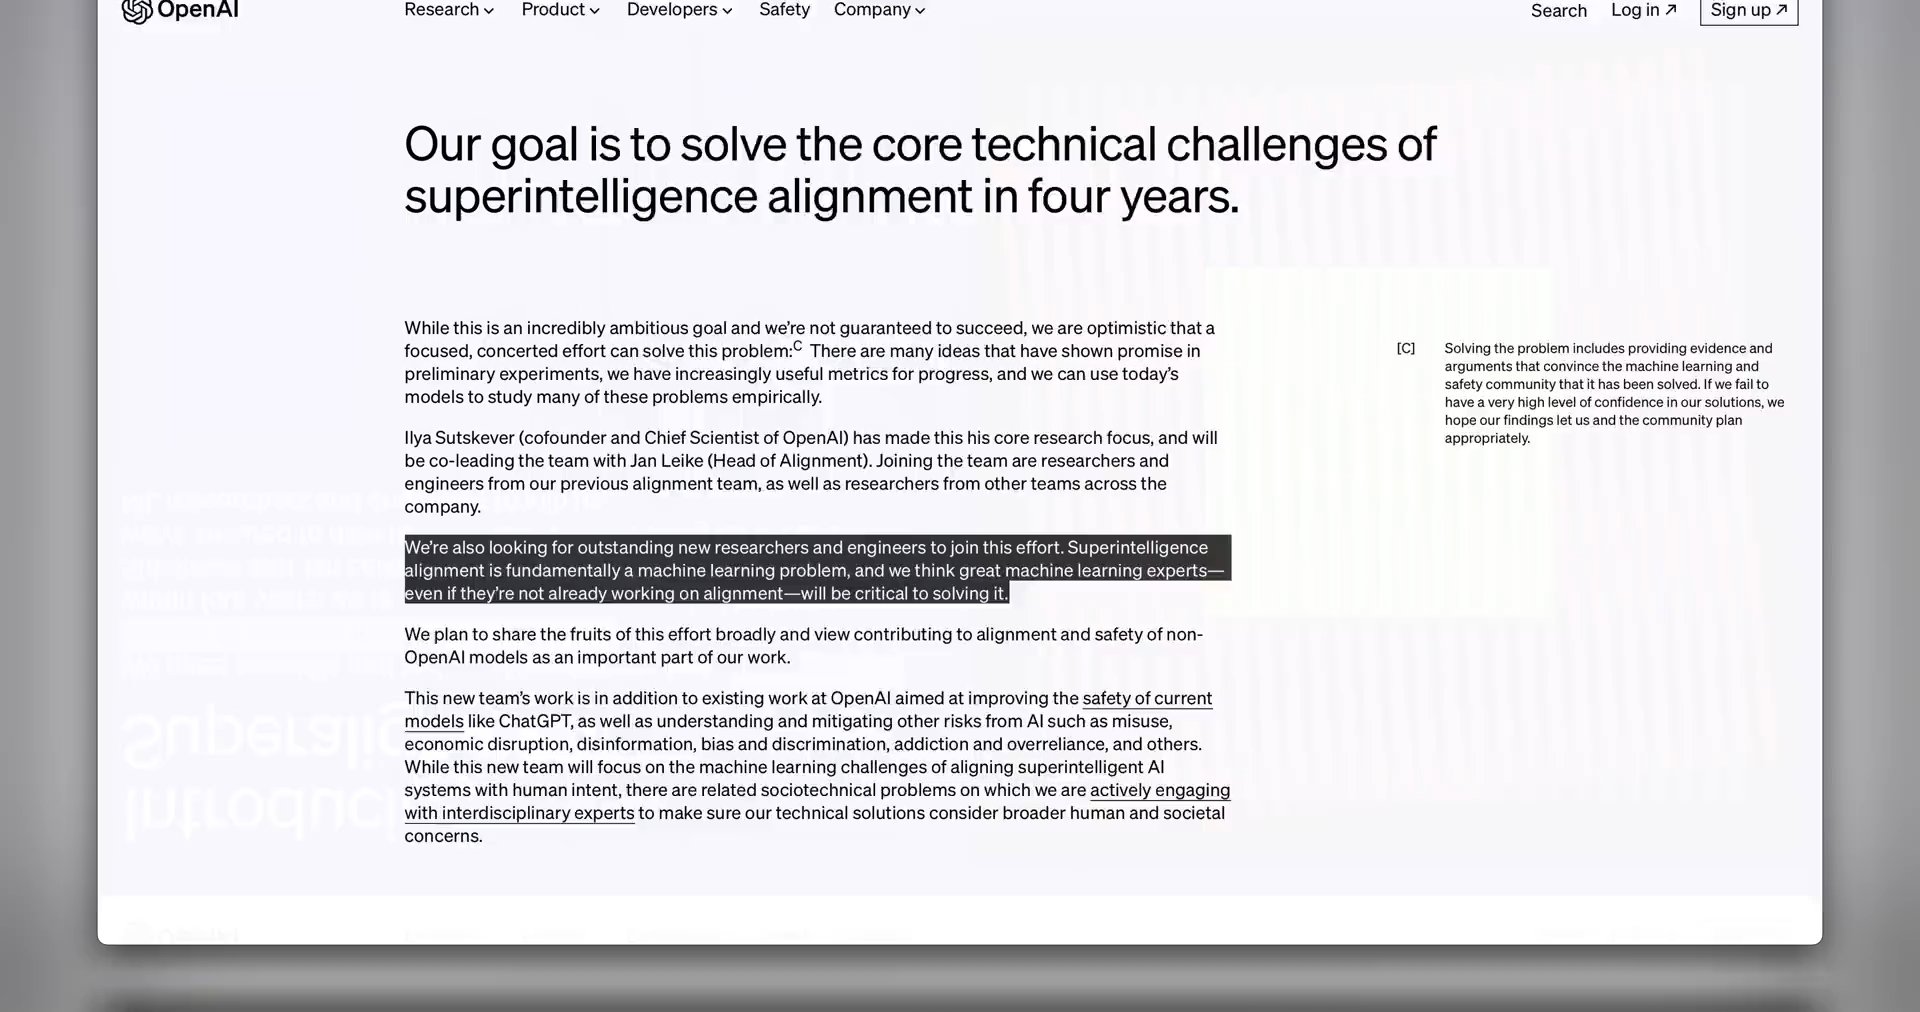 OpenAI
Research Product Developers Safety Company Search Log in ↗ Sign up ↗
Our goal is to solve the core technical challenges of
superintelligence alignment in four years.
While this is an incredibly ambitious goal and we’re not guaranteed to succeed, we are optimistic that a
focused, concerted effort can solve this problem:C There are many ideas that have shown promise in
preliminary experiments, we have increasingly useful metrics for progress, and we can use today’s
models to study many of these problems empirically.
[C] Solving the problem includes providing evidence and
arguments that convince the machine learning and
safety community that it has been solved. If we fail to
have a very high level of confidence in our solutions, we
hope our findings let us and the community plan
appropriately.
Ilya Sutskever (cofounder and Chief Scientist of OpenAI) has made this his core research focus, and will
be co-leading the team with Jan Leike (Head of Alignment). Joining the team are researchers and
engineers from our previous alignment team, as well as researchers from other teams across the
company.
We’re also looking for outstanding new researchers and engineers to join this effort. Superintelligence
alignment is fundamentally a machine learning problem, and we think great machine learning experts—
even if they’re not already working on alignment—will be critical to solving it.
We plan to share the fruits of this effort broadly and view contributing to alignment and safety of non-
OpenAI models as an important part of our work.
This new team’s work is in addition to existing work at OpenAI aimed at improving the safety of current
models like ChatGPT, as well as understanding and mitigating other risks from AI such as misuse,
economic disruption, disinformation, bias and discrimination, addiction and overreliance, and others.
While this new team will focus on the machine learning challenges of aligning superintelligent AI
systems with human intent, there are related sociotechnical problems on which we are actively engaging
with interdisciplinary experts to make sure our technical solutions consider broader human and societal
concerns.